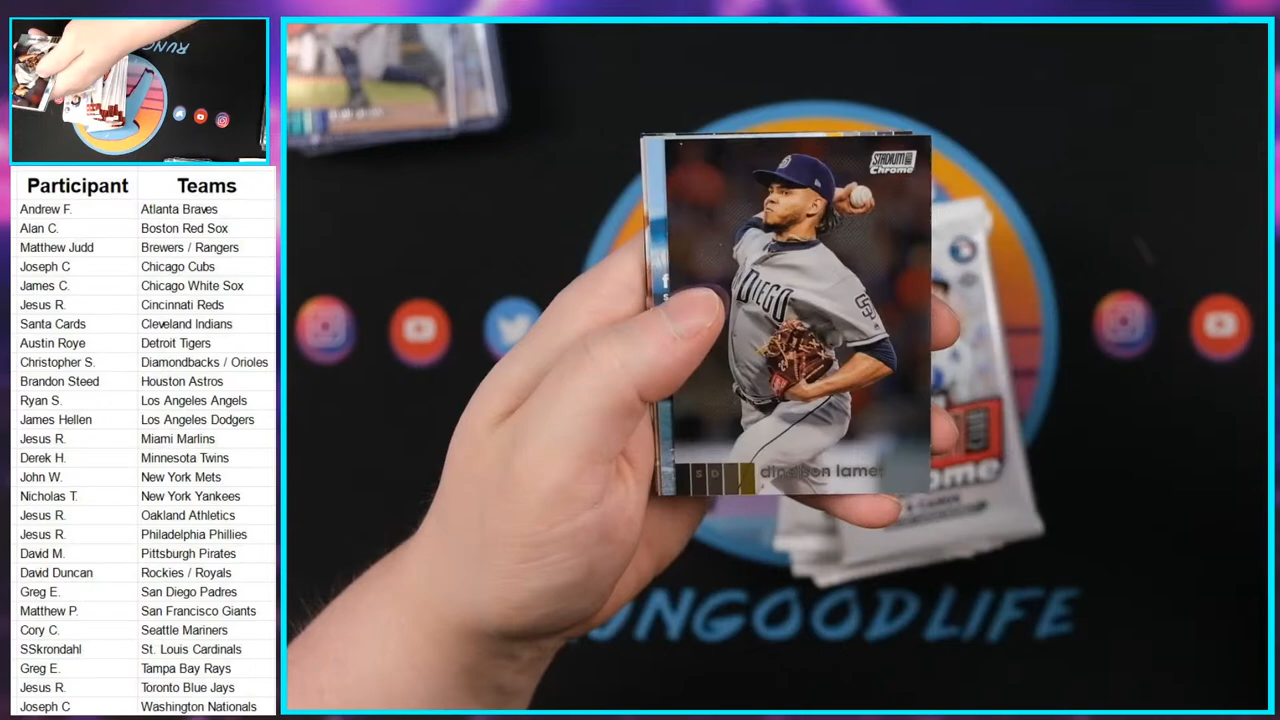 RUNGOOD
Participant Teams
Andrew F. Atlanta Braves
Alan C. Boston Red Sox
Matthew Judd Brewers / Rangers
Joseph C Chicago Cubs
James C. Chicago White Sox
Jesus R. Cincinnati Reds
Santa Cards Cleveland Indians
Austin Roye Detroit Tigers
Christopher S. Diamondbacks / Orioles
Brandon Steed Houston Astros
Ryan S. Los Angeles Angels
James Hellen Los Angeles Dodgers
Jesus R. Miami Marlins
Derek H. Minnesota Twins
John W. New York Mets
Nicholas T. New York Yankees
Jesus R. Oakland Athletics
Jesus R. Philadelphia Phillies
David M. Pittsburgh Pirates
David Duncan Rockies / Royals
Greg E. San Diego Padres
Matthew P. San Francisco Giants
Cory C. Seattle Mariners
SSkrondahl St. Louis Cardinals
Greg E. Tampa Bay Rays
Jesus R. Toronto Blue Jays
Joseph C Washington Nationals
STADIUM CLUB
Chrome
DIEGO
SD
S D dinelson lamet
RUNGOODLIFE